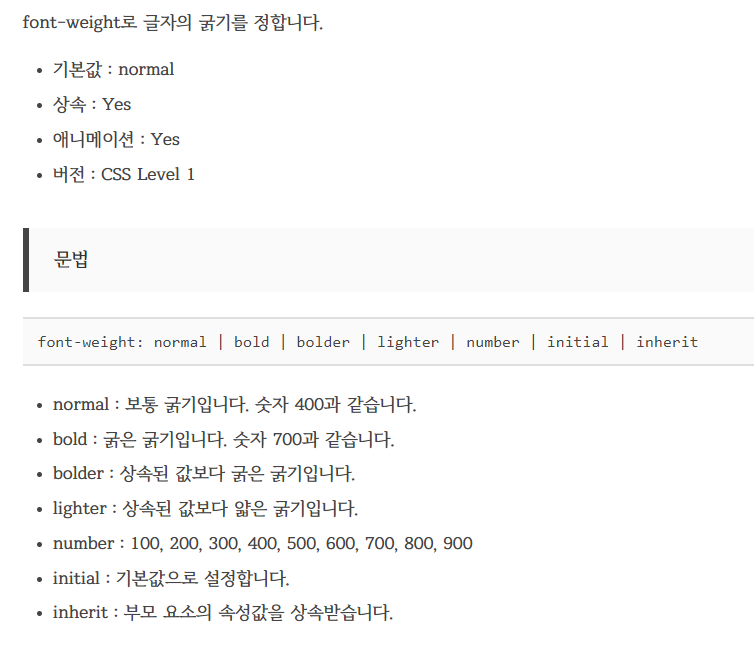 font-weight로 글자의 굵기를 정합니다.
• 기본값 : normal
• 상속 : Yes
• 애니메이션 : Yes
• 버전 : CSS Level 1
문법
font-weight: normal | bold | bolder | lighter | number | initial | inherit
• normal : 보통 굵기입니다. 숫자 400과 같습니다.
• bold : 굵은 굵기입니다. 숫자 700과 같습니다.
• bolder : 상속된 값보다 굵은 굵기입니다.
• lighter : 상속된 값보다 얇은 굵기입니다.
• number : 100, 200, 300, 400, 500, 600, 700, 800, 900
• initial : 기본값으로 설정합니다.
• inherit : 부모 요소의 속성값을 상속받습니다.